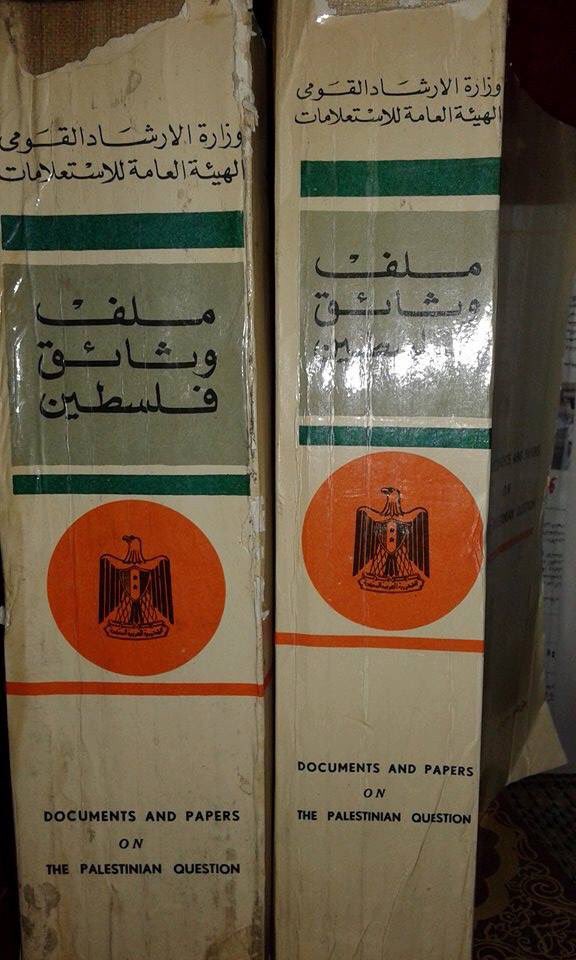 وزارة الارشاد القومى
الهيئة العامة للاستعلامات
ملف
وثائق
فلسطين
DOCUMENTS AND PAPERS
ON
THE PALESTINIAN QUESTION
وزارة الارشاد القومى
الهيئة العامة للاستعلامات
ملف
وثائق
فلسطين
DOCUMENTS AND PAPERS
ON
THE PALESTINIAN QUESTION